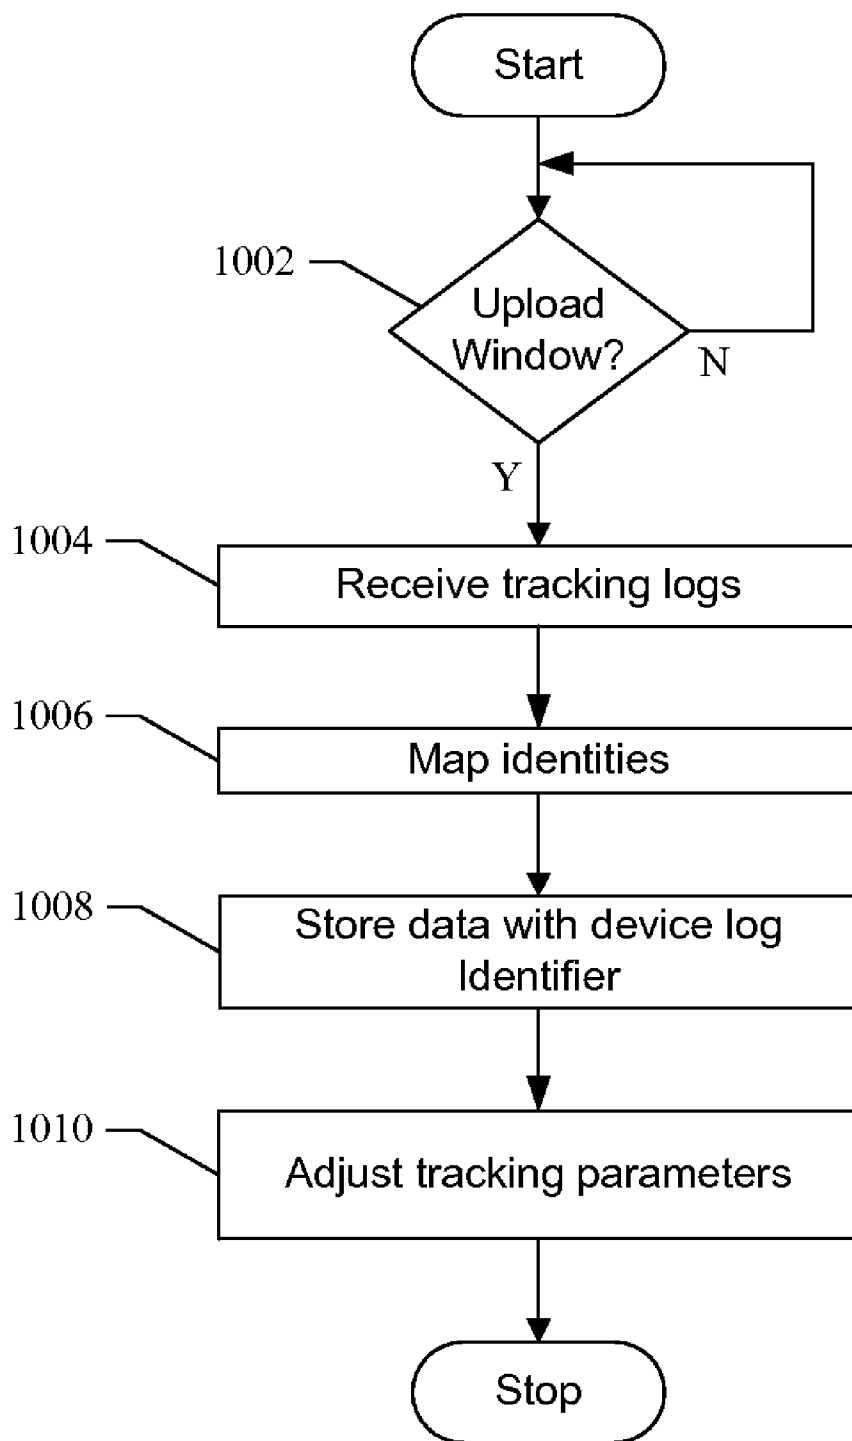 Start
1002
Upload
Window?
N
Y
1004
Receive tracking logs
1006
Map identities
1008
Store data with device log
Identifier
1010
Adjust tracking parameters
Stop